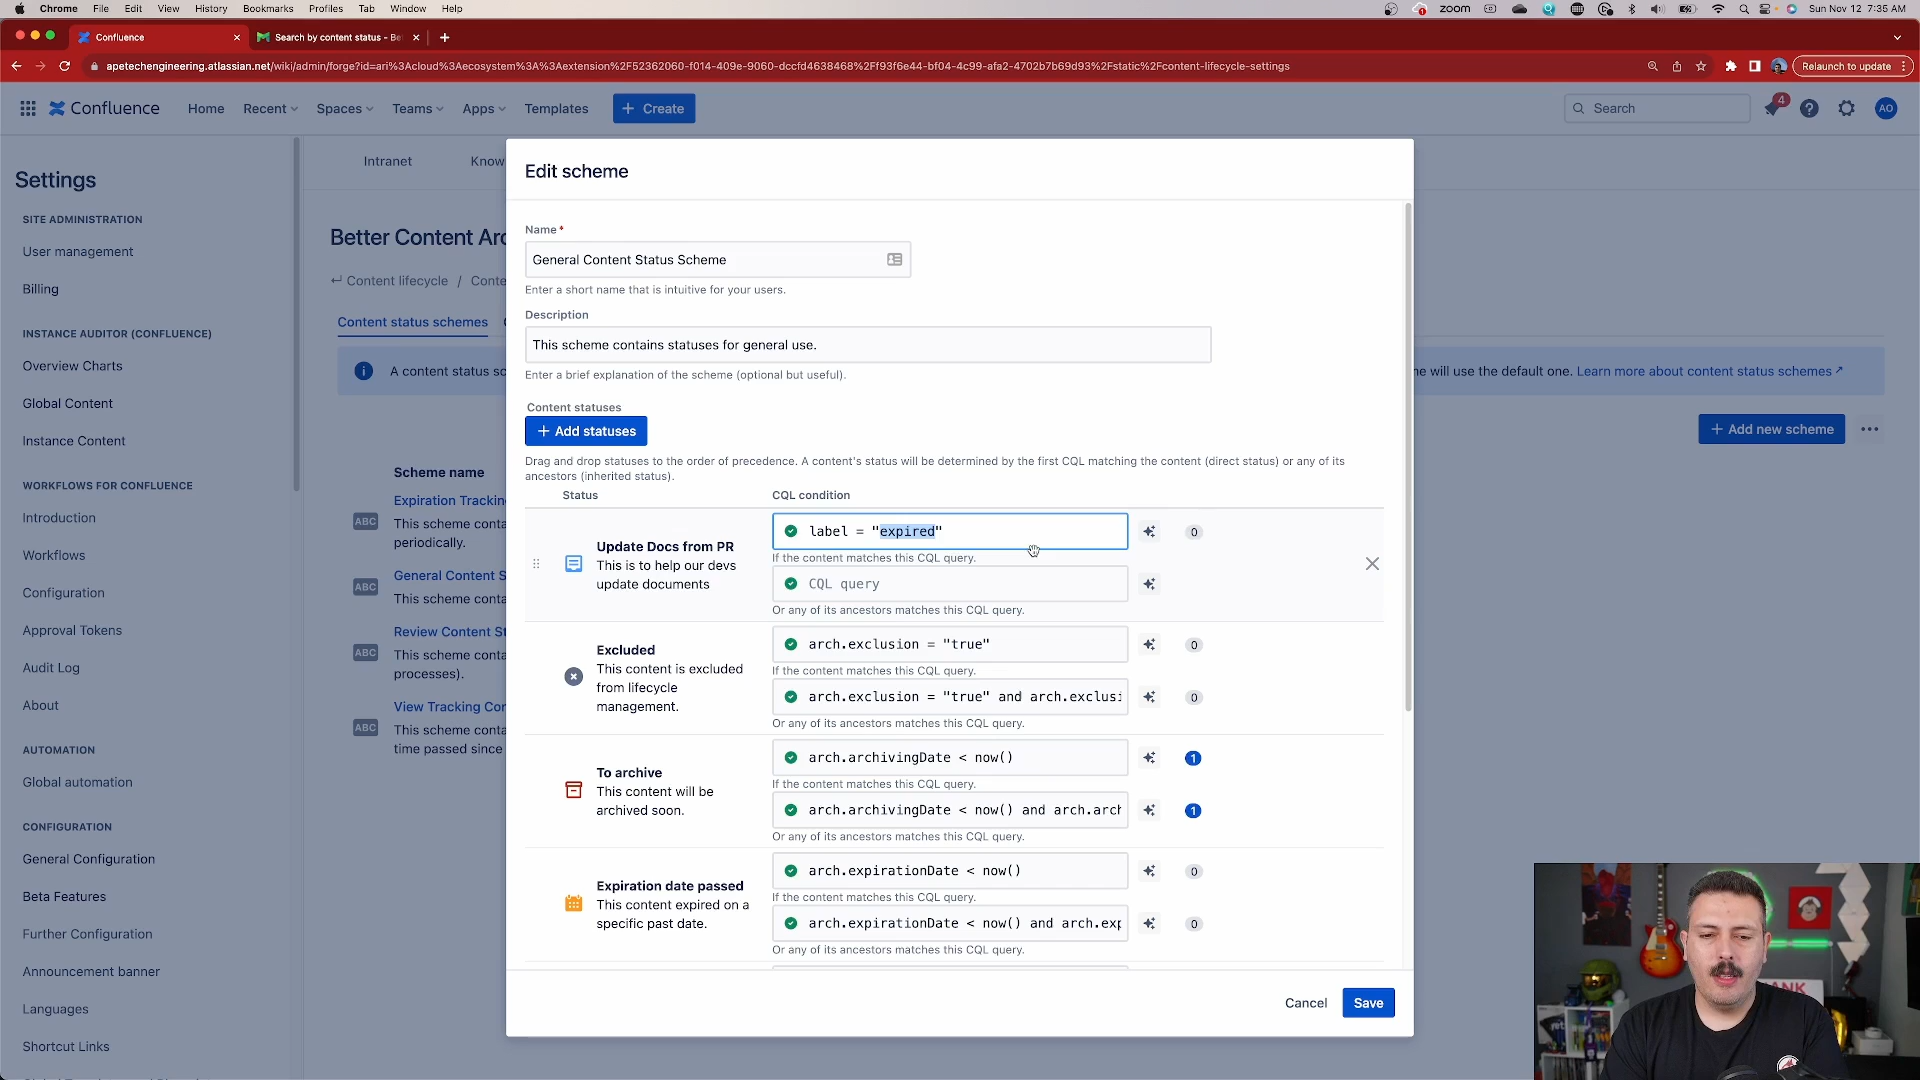 Chrome File Edit View History Bookmarks Profiles Tab Window Help
zoom
Sun Nov 12 7:35 AM
Confluence
Search by content status - Be
apetechengineering.atlassian.net/wiki/admin/forge?id=ari%3Acloud%3Aecosystem%3A%3Aextension%2F52362060-f014-409e-9060-dccfd4638468%2Ff93f6e44-bf04-4c99-afa2-4702b7b69d93%2Fstatic%2Fcontent-lifecycle-settings
Relaunch to update
Confluence Home Recent Spaces Teams Apps Templates + Create
Search
4
AO
Settings
SITE ADMINISTRATION
User management
Billing
INSTANCE AUDITOR (CONFLUENCE)
Overview Charts
Global Content
Instance Content
WORKFLOWS FOR CONFLUENCE
Introduction
Workflows
Configuration
Approval Tokens
Audit Log
About
AUTOMATION
Global automation
CONFIGURATION
General Configuration
Beta Features
Further Configuration
Announcement banner
Languages
Shortcut Links
Intranet Know
Better Content Arc
Content lifecycle / Conte
Content status schemes
A content status sc
me will use the default one. Learn more about content status schemes
+ Add new scheme
Scheme name
ABC
Expiration Trackin
This scheme conta
periodically.
ABC
General Content S
This scheme conta
ABC
Review Content St
This scheme conta
processes).
ABC
View Tracking Con
This scheme conta
time passed since
Edit scheme
Name *
General Content Status Scheme
Enter a short name that is intuitive for your users.
Description
This scheme contains statuses for general use.
Enter a brief explanation of the scheme (optional but useful).
Content statuses
+ Add statuses
Drag and drop statuses to the order of precedence. A content's status will be determined by the first CQL matching the content (direct status) or any of its
ancestors (inherited status).
Status CQL condition
Update Docs from PR
This is to help our devs
update documents
label = "expired"
0
If the content matches this CQL query.
CQL query
Or any of its ancestors matches this CQL query.
Excluded
This content is excluded
from lifecycle
management.
arch.exclusion = "true"
0
If the content matches this CQL query.
arch.exclusion = "true" and arch.exclusi
0
Or any of its ancestors matches this CQL query.
To archive
This content will be
archived soon.
arch.archivingDate < now()
1
If the content matches this CQL query.
arch.archivingDate < now() and arch.arch
1
Or any of its ancestors matches this CQL query.
Expiration date passed
This content expired on a
specific past date.
arch.expirationDate < now()
0
If the content matches this CQL query.
arch.expirationDate < now() and arch.exp
0
Or any of its ancestors matches this CQL query.
Cancel Save